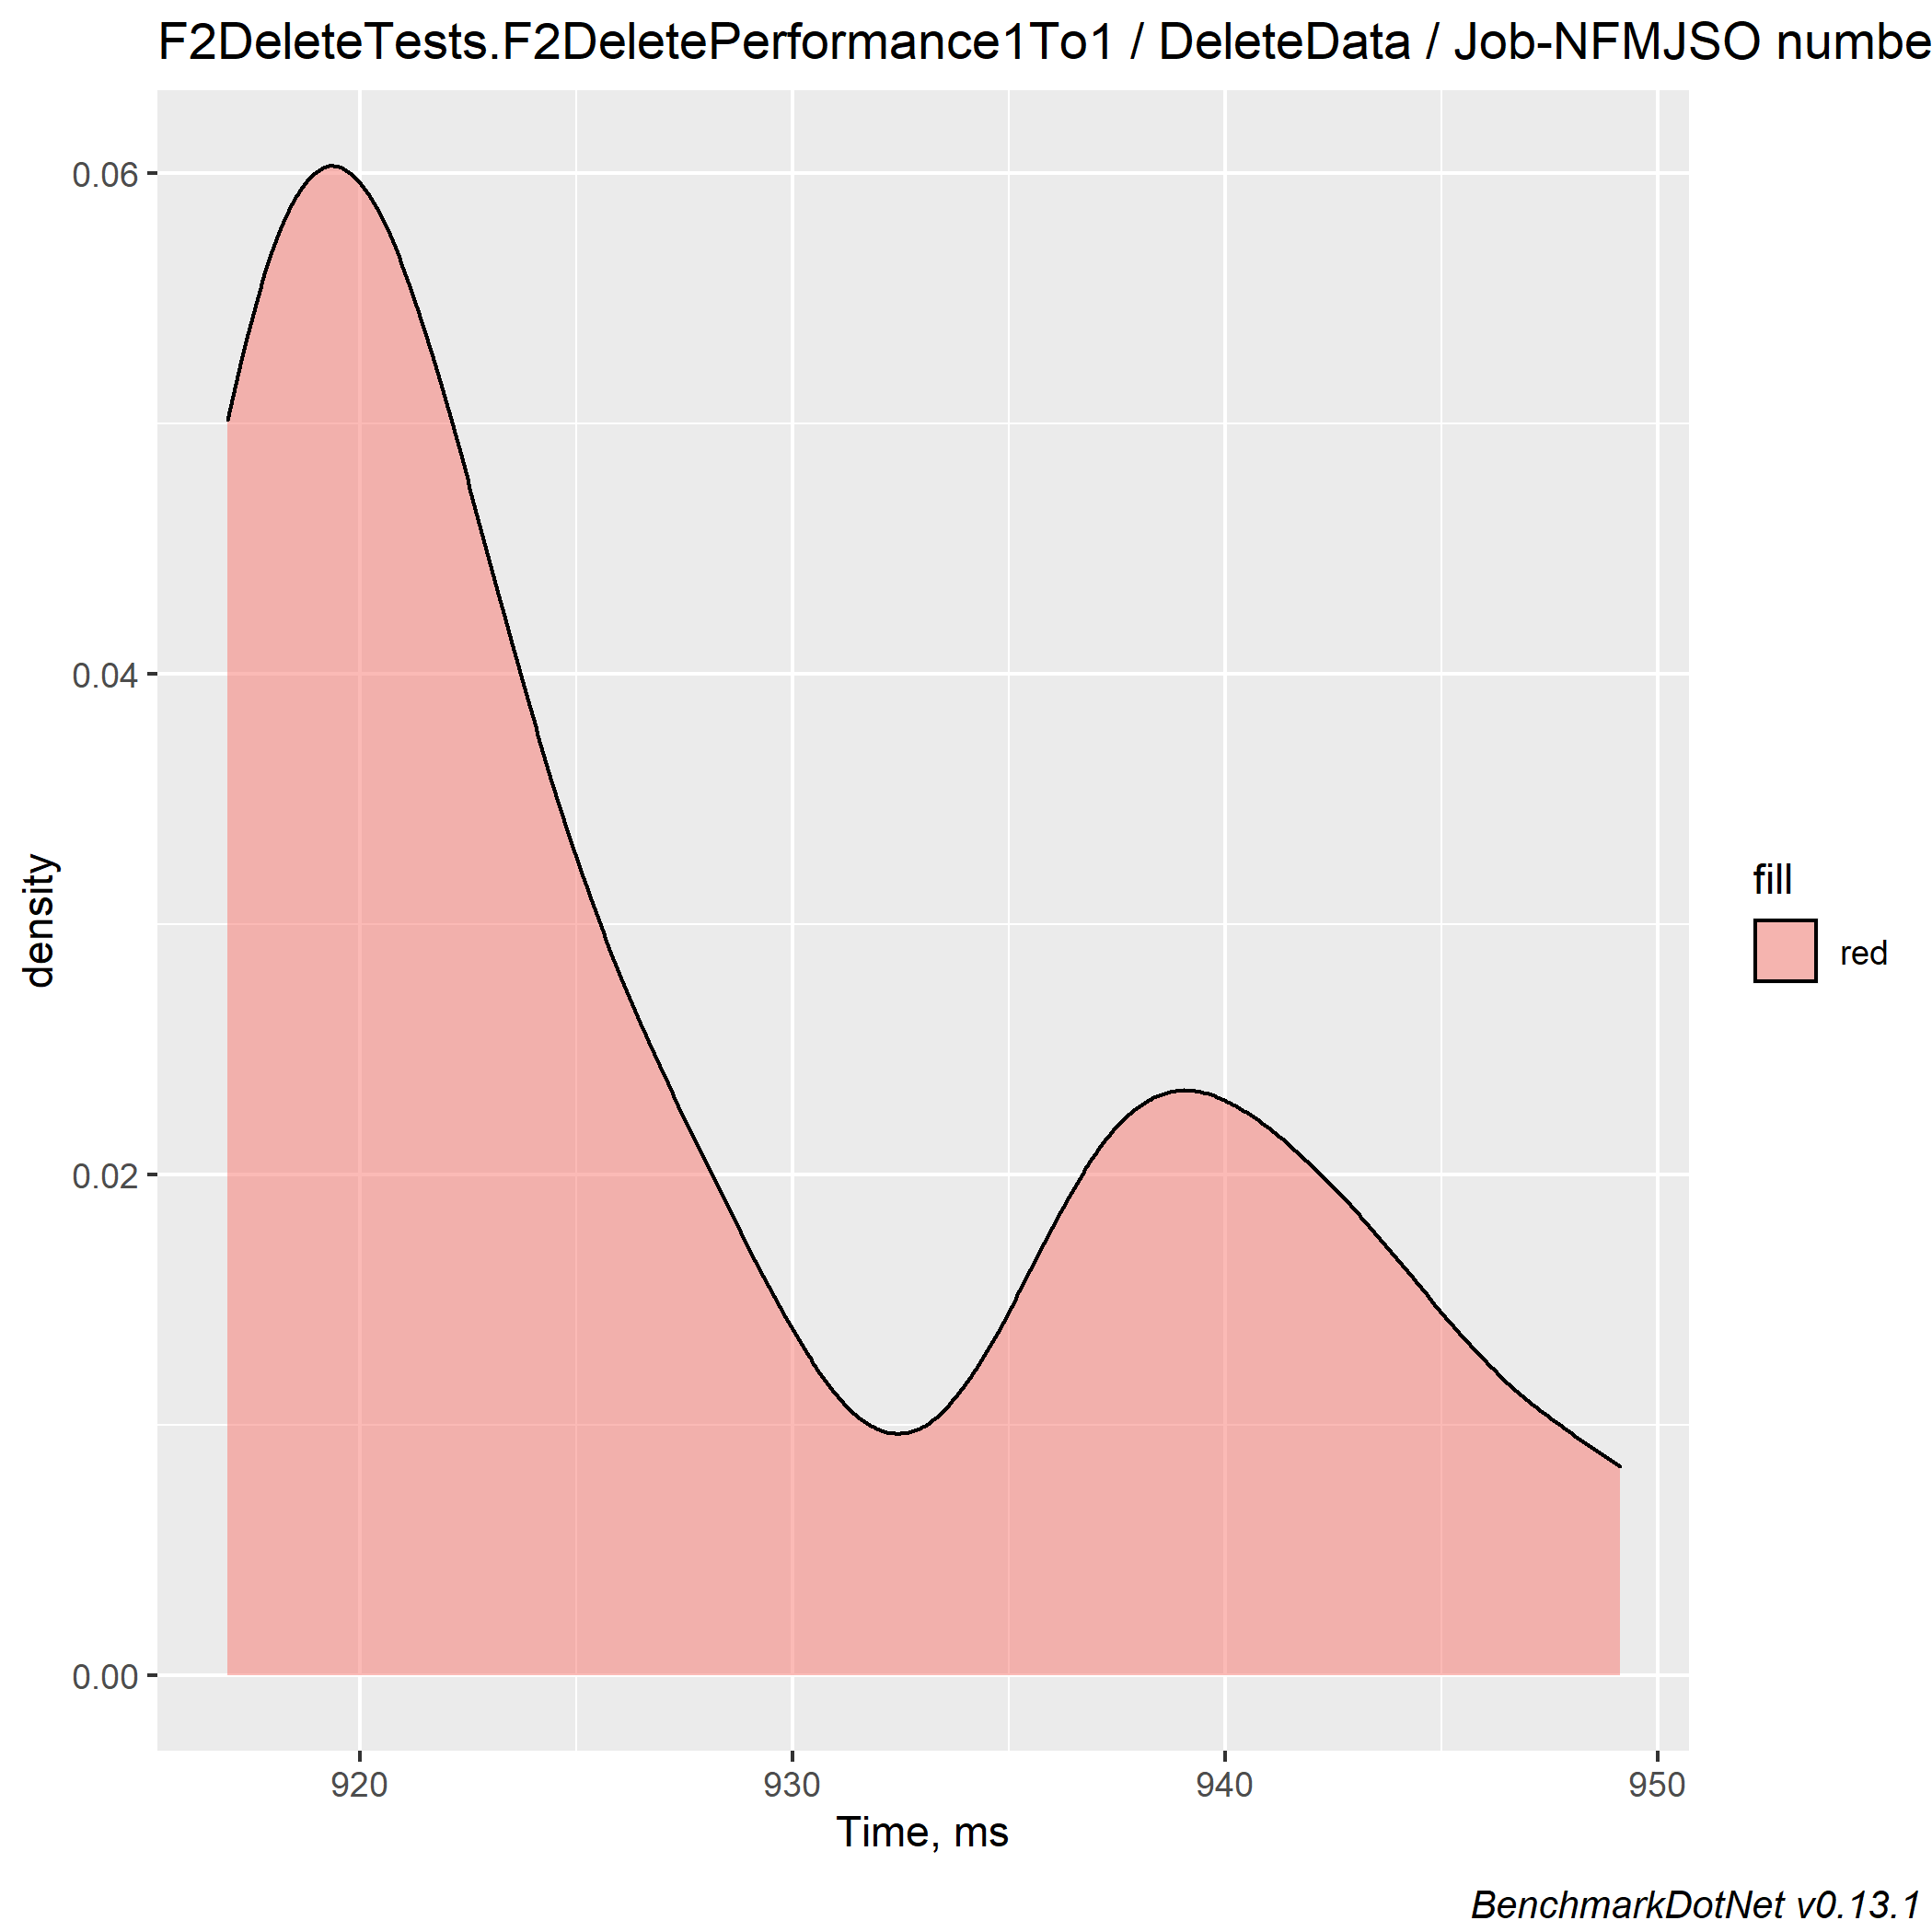 F2DeleteTests.F2DeletePerformance1To1 / DeleteData / Job-NFMJSO numbe
0.06
0.04
0.02
0.00
density
920 930 940 950
Time, ms
fill
red
BenchmarkDotNet v0.13.1